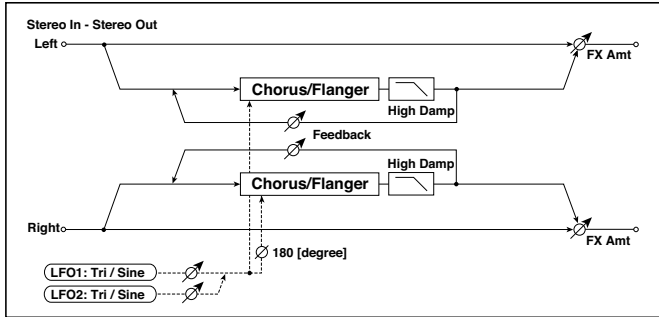 Stereo In - Stereo Out
Left
FX Amt
Chorus/Flanger
High Damp
Feedback
High Damp
Chorus/Flanger
Right
FX Amt
180 [degree]
LFO1: Tri / Sine
LFO2: Tri / Sine